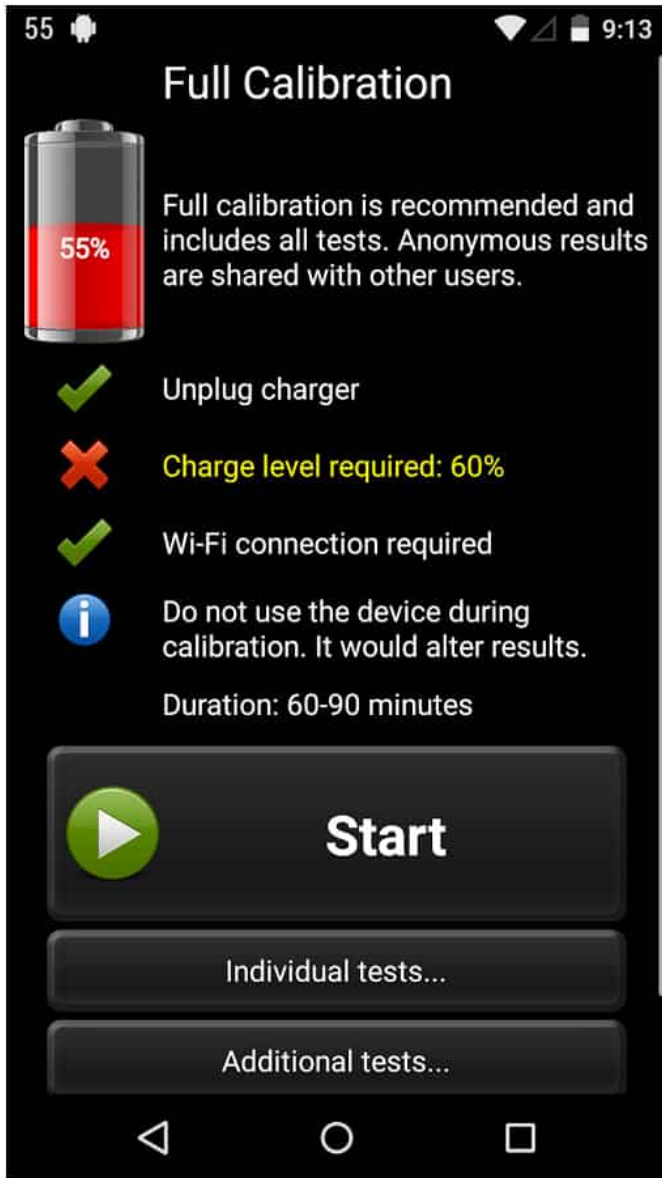 55 9:13
Full Calibration
55%
Full calibration is recommended and
includes all tests. Anonymous results
are shared with other users.
Unplug charger
Charge level required: 60%
Wi-Fi connection required
Do not use the device during
calibration. It would alter results.
Duration: 60-90 minutes
Start
Individual tests...
Additional tests...